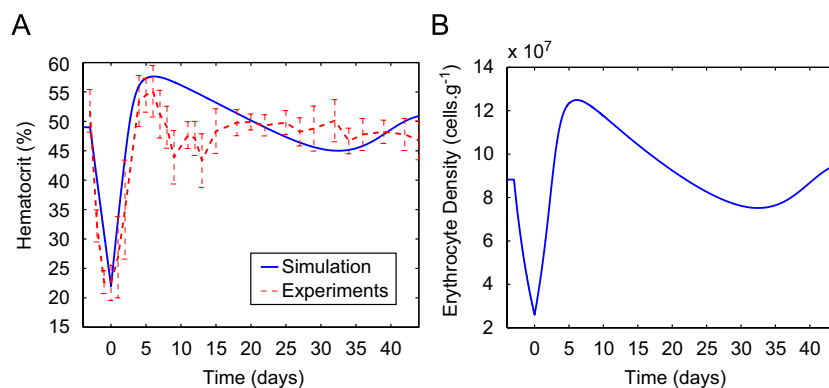 A
Hematocrit (%)
60
55
50
45
40
35
30
25
20
15
0 5 10 15 20 25 30 35 40
Time (days)
Simulation
Experiments
B
x 10⁷
Erythrocyte Density (cells.g⁻¹)
14
12
10
8
6
4
2
0 5 10 15 20 25 30 35 40
Time (days)